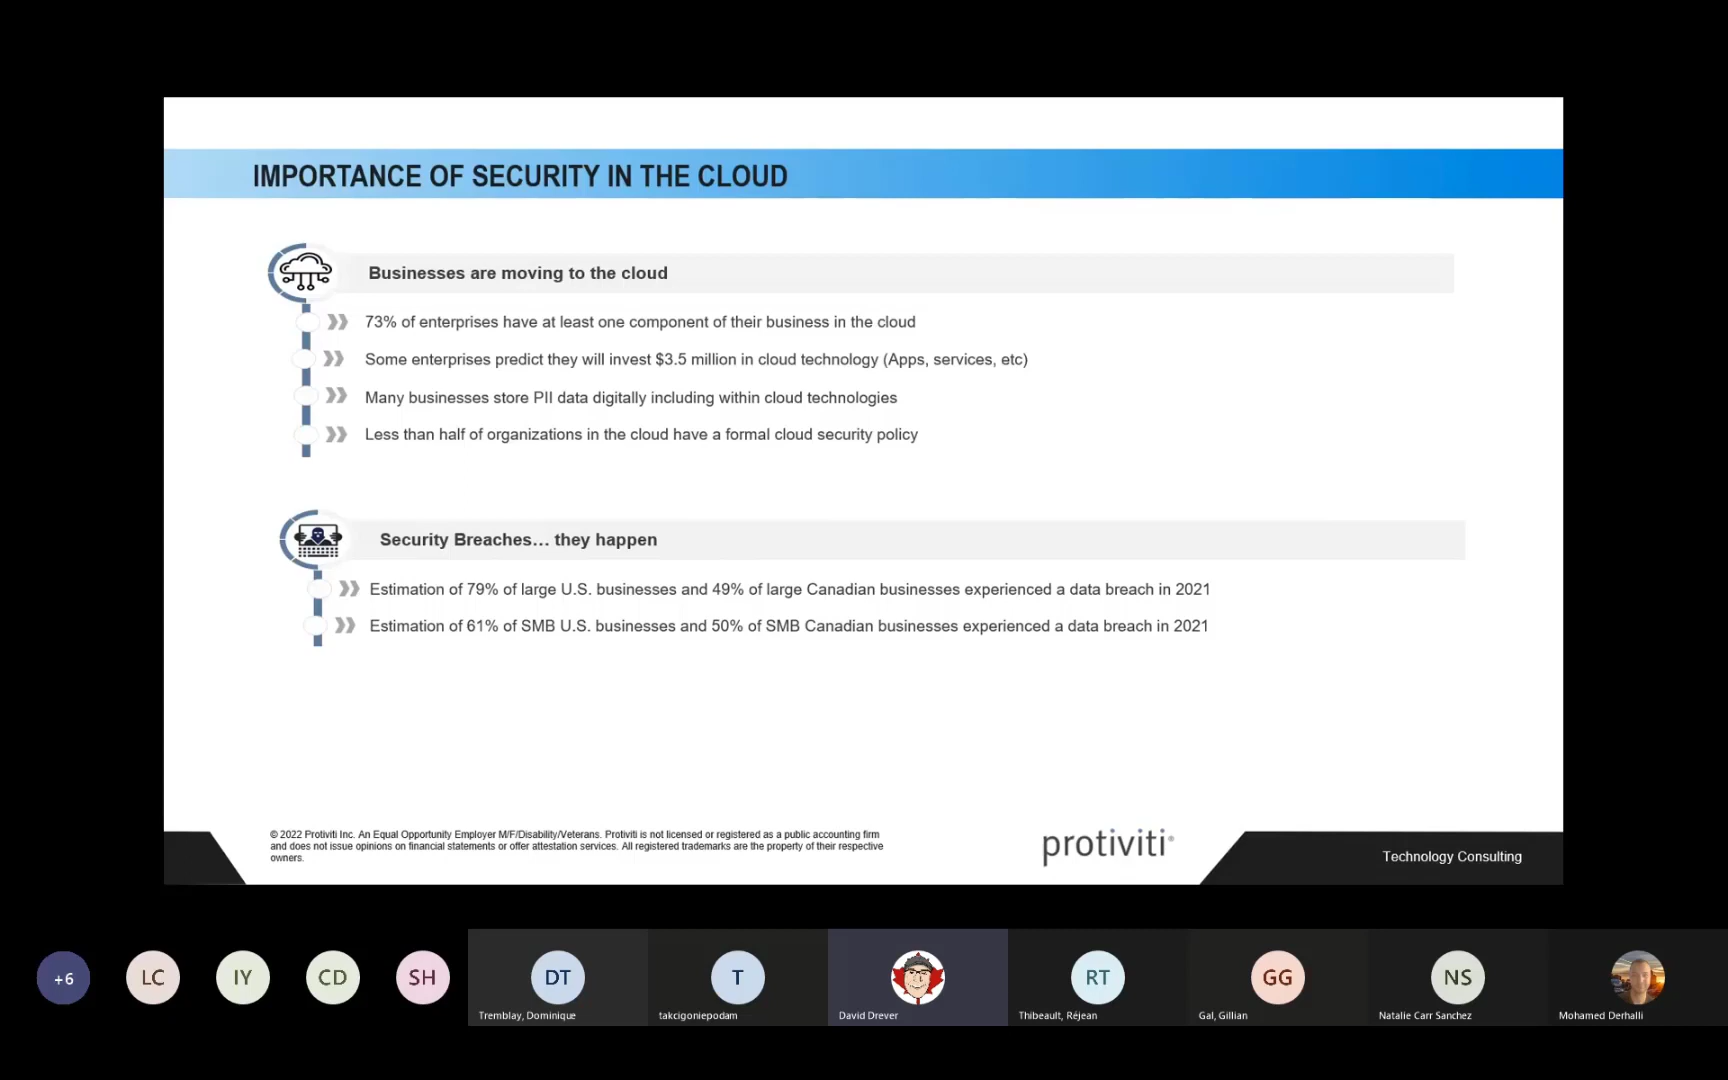 IMPORTANCE OF SECURITY IN THE CLOUD
Businesses are moving to the cloud
73% of enterprises have at least one component of their business in the cloud
Some enterprises predict they will invest $3.5 million in cloud technology (Apps, services, etc)
Many businesses store PII data digitally including within cloud technologies
Less than half of organizations in the cloud have a formal cloud security policy
Security Breaches… they happen
Estimation of 79% of large U.S. businesses and 49% of large Canadian businesses experienced a data breach in 2021
Estimation of 61% of SMB U.S. businesses and 50% of SMB Canadian businesses experienced a data breach in 2021
© 2022 Protiviti Inc. An Equal Opportunity Employer M/F/Disability/Veterans. Protiviti is not licensed or registered as a public accounting firm
and does not issue opinions on financial statements or offer attestation services. All registered trademarks are the property of their respective
owners.
protiviti®
Technology Consulting
+6
LC
IY
CD
SH
DT
T
RT
GG
NS
Tremblay, Dominique
takcigoniepodam
David Drever
Thibeault, Réjean
Gal, Gillian
Natalie Carr Sanchez
Mohamed Derhalli